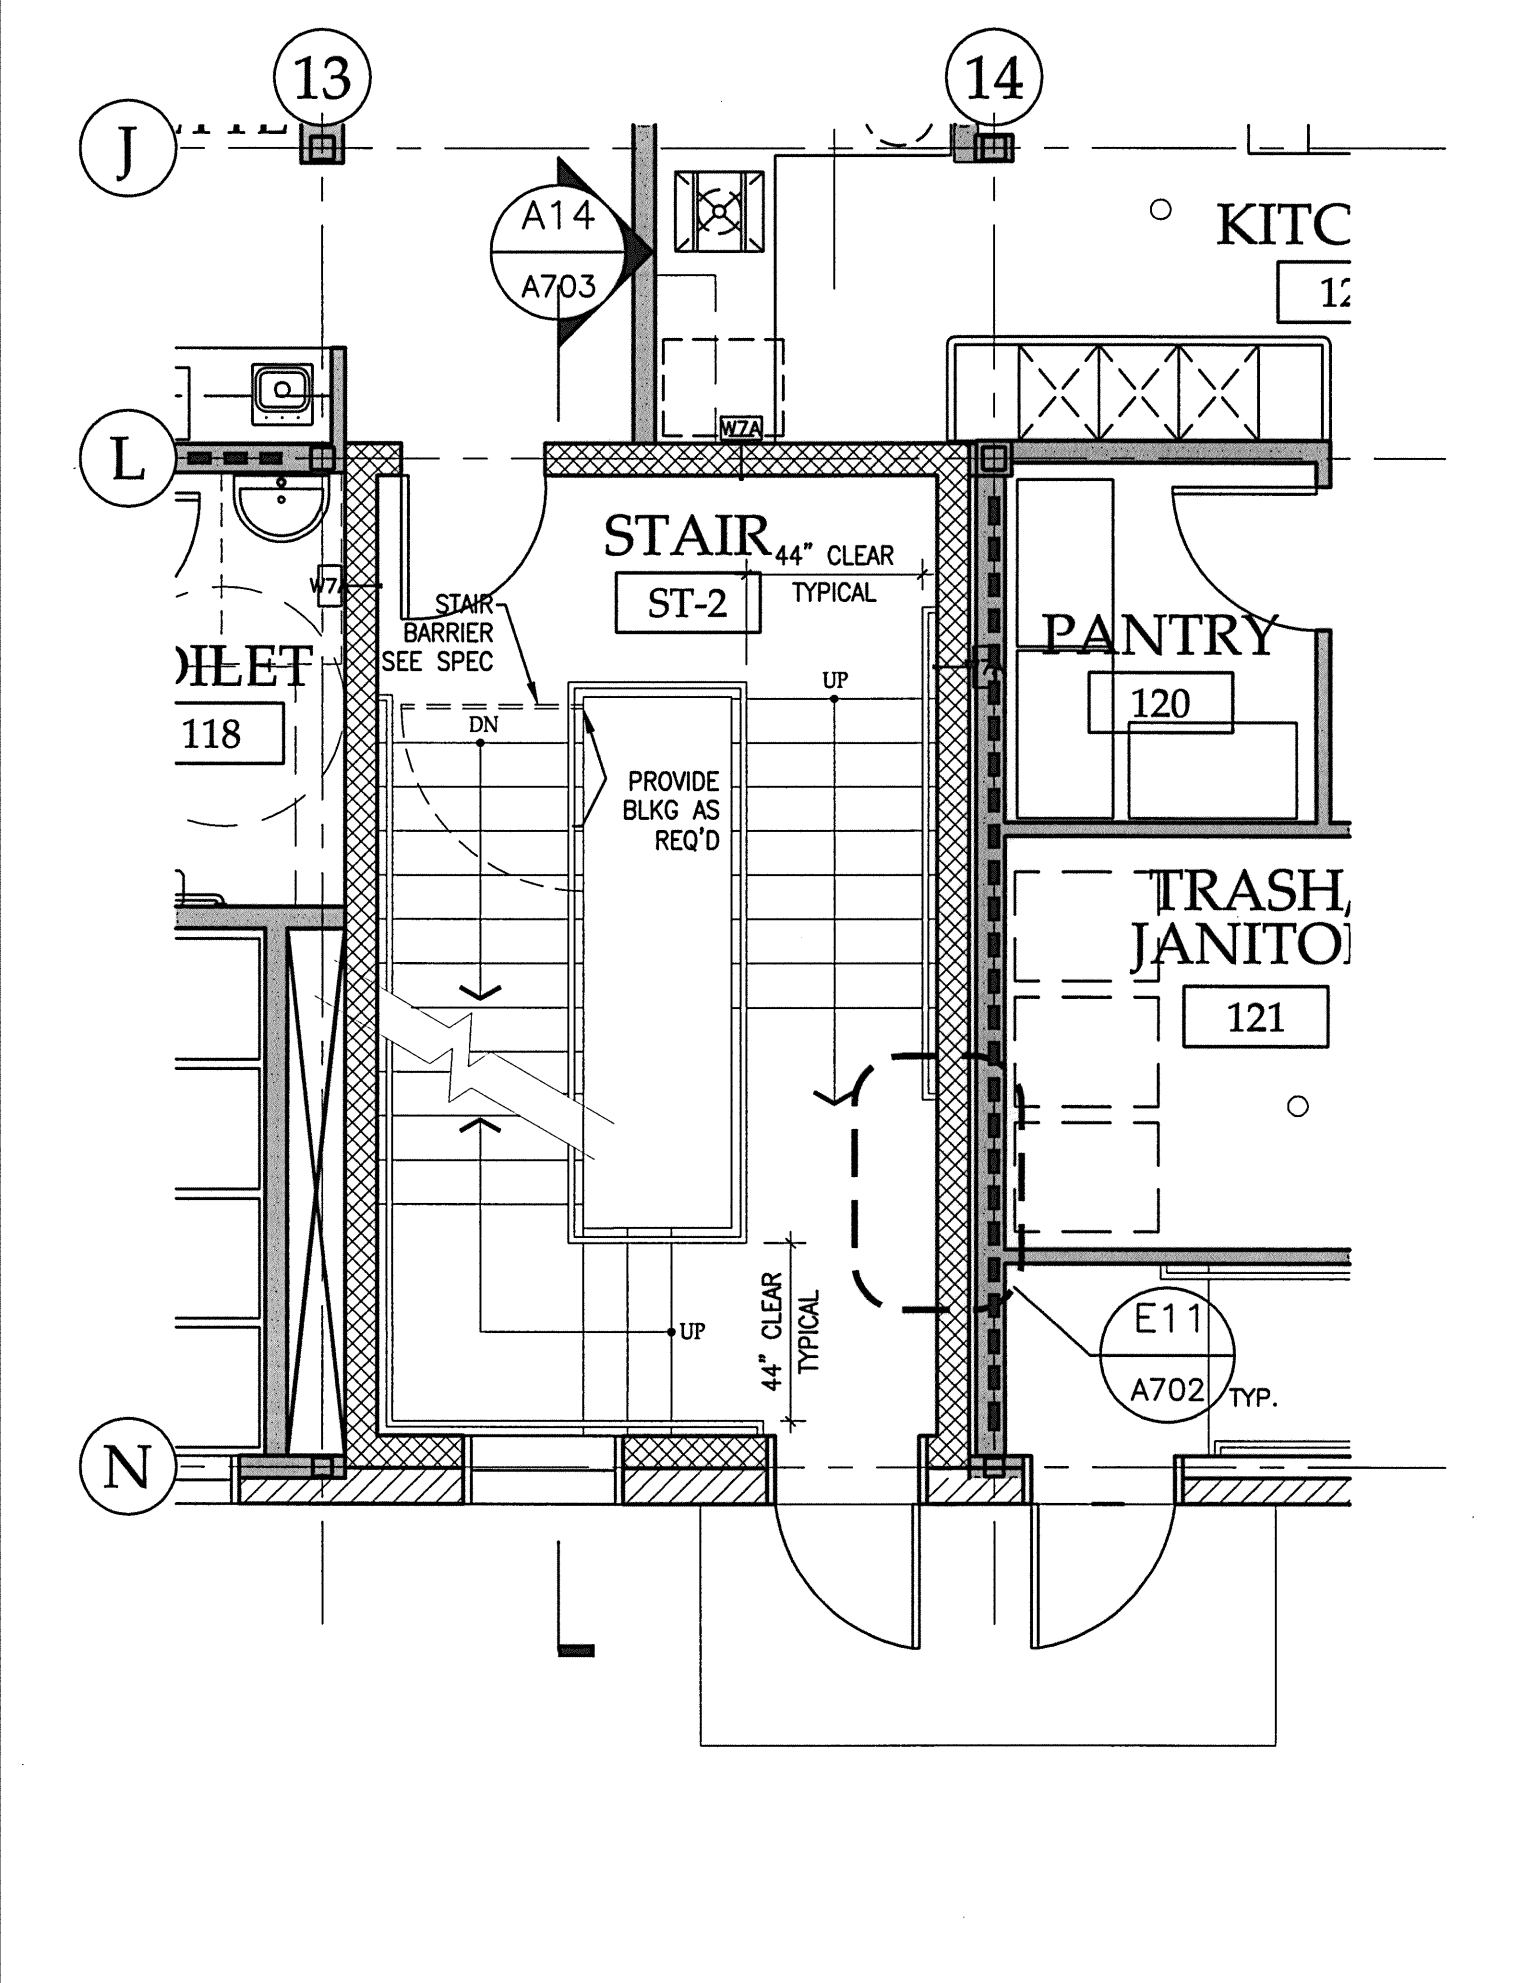 13
14
J
A14
A703
KITC
L
W7A
STAIR
ST-2
44" CLEAR
TYPICAL
STAIR
BARRIER
SEE SPEC
PANTRY
120
OILET
118
UP
DN
PROVIDE
BLKG AS
REQ'D
TRASH/
JANITO
121
44" CLEAR
TYPICAL
UP
E11
A702
TYP.
N